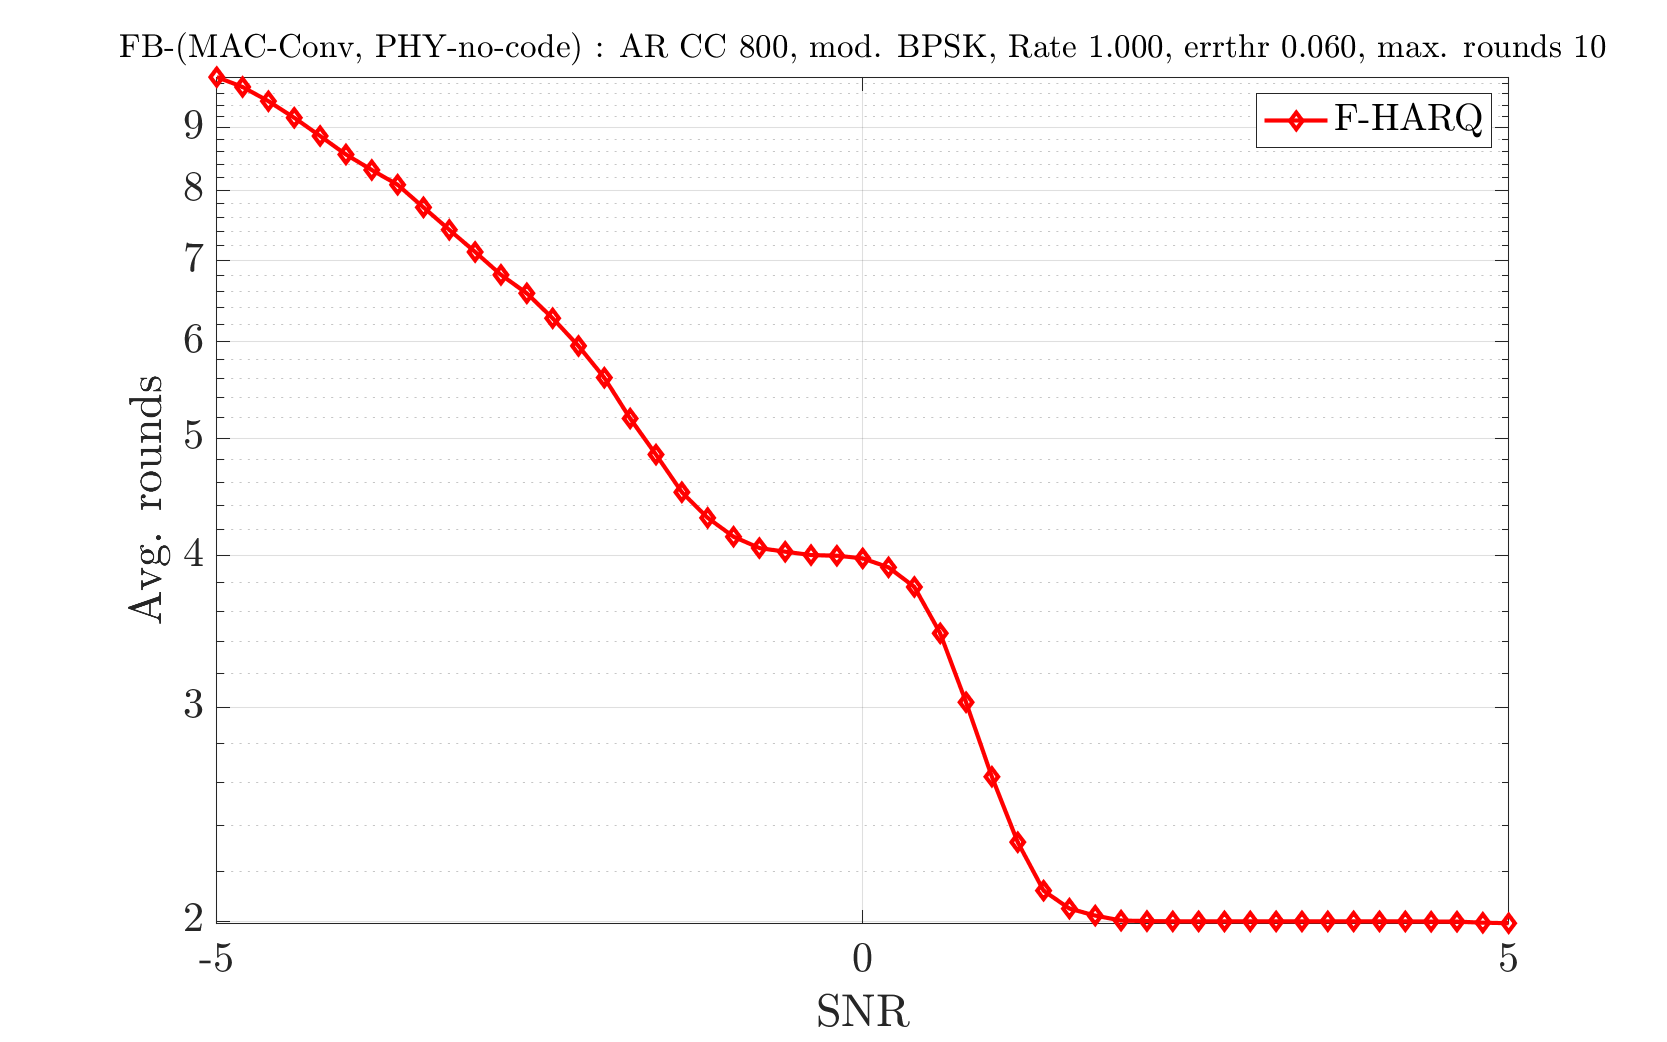 FB-(MAC-Conv, PHY-no-code) : AR CC 800, mod. BPSK, Rate 1.000, errthr 0.060, max. rounds 10
F-HARQ
9
8
7
6
5
4
3
2
Avg. rounds
-5
0
5
SNR